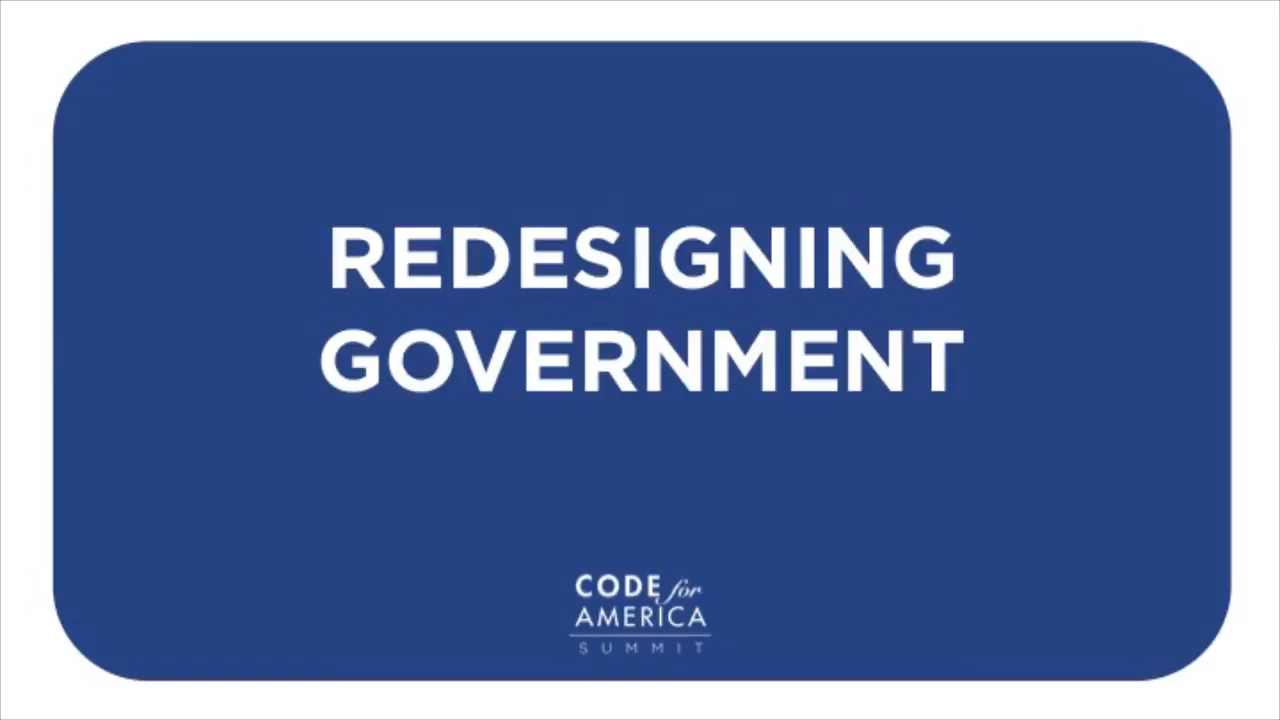 REDESIGNING
GOVERNMENT
CODE for
AMERICA
SUMMIT